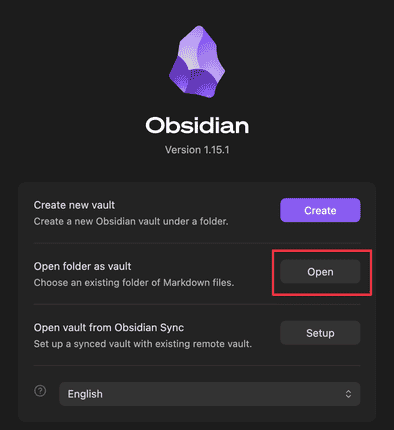 Obsidian
Version 1.15.1
Create new vault
Create a new Obsidian vault under a folder.
Create
Open folder as vault
Choose an existing folder of Markdown files.
Open
Open vault from Obsidian Sync
Set up a synced vault with existing remote vault.
Setup
?
English